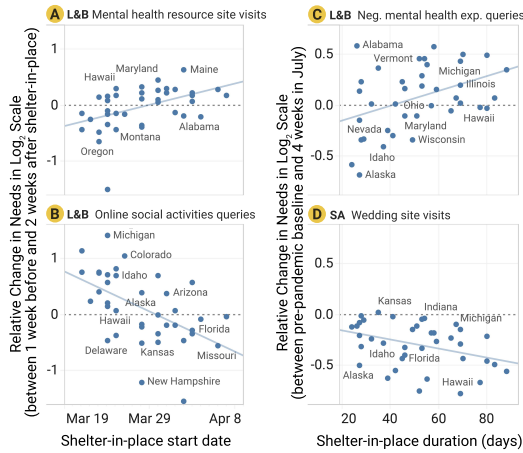 A L&B Mental health resource site visits
Relative Change in Needs in Log2 Scale
(between 1 week before and 2 weeks after shelter-in-place)
1
0
-1
Maryland
Maine
Hawaii
Alabama
Montana
Oregon
B L&B Online social activities queries
1
0
-1
Manhigan
Colorado
Idaho
Arizona
Alaska
Hawaii
Florida
Delaware
Kansas
Missouri
New Hampshire
Mar 19
Mar 29
Apr 8
Shelter-in-place start date
C L&B Neg. mental health exp. queries
Relative Change in Needs in Log2 Scale
(between pre-pandemic baseline and 4 weeks in July)
0.5
0.0
-0.5
Alabama
Vermont
Michigan
Illinois
Ohio
Hawaii
Maryland
Nevada
Wisconsin
Idaho
Alaska
D SA Wedding site visits
0.5
0.0
-0.5
Kansas
Indiana
Michigan
Idaho
Florida
Alaska
Hawaii
20
40
60
80
Shelter-in-place duration (days)